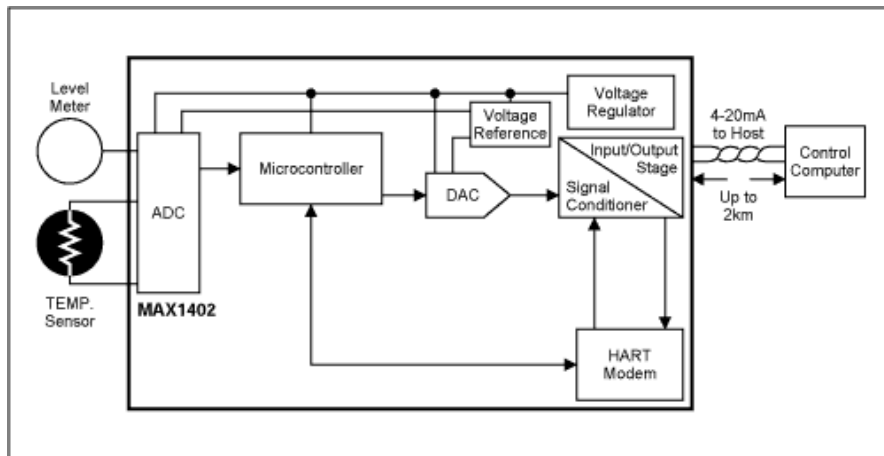 Level
Meter
TEMP.
Sensor
ADC
MAX1402
Microcontroller
DAC
Voltage
Reference
Voltage
Regulator
Input/Output
Stage
Signal
Conditioner
HART
Modem
4-20mA
to Host
Up to
2km
Control
Computer